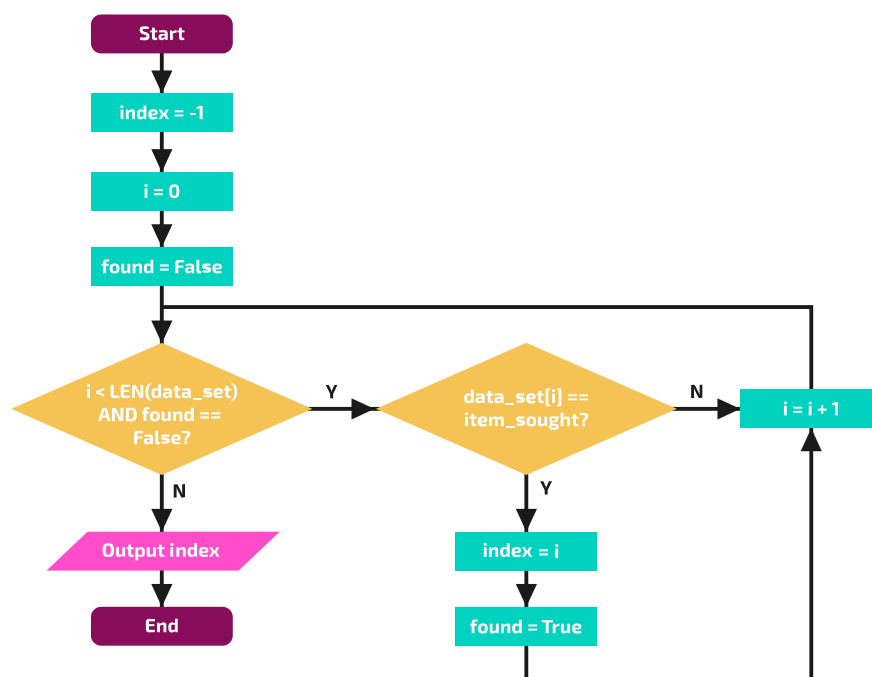 Start
index = -1
i = 0
found = False
i < LEN(data_set)
AND found ==
False?
Y
data_set[i] ==
item_sought?
N
i = i + 1
N
Y
Output index
index = i
End
found = True